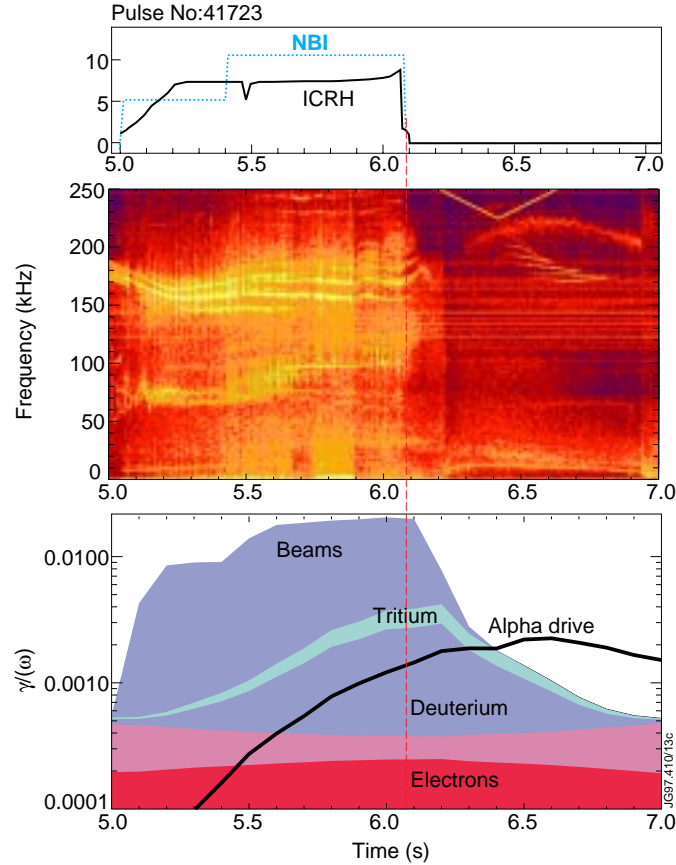 Pulse No:41723
NBI
ICRH
10
5
0
5.0 5.5 6.0 6.5 7.0
Frequency (kHz)
250
200
150
100
50
0
5.0 5.5 6.0 6.5 7.0
γ/(ω)
0.0100
0.0010
0.0001
Beams
Tritium
Alpha drive
Deuterium
Electrons
JG97.410/13c
5.0 5.5 6.0 6.5 7.0
Time (s)